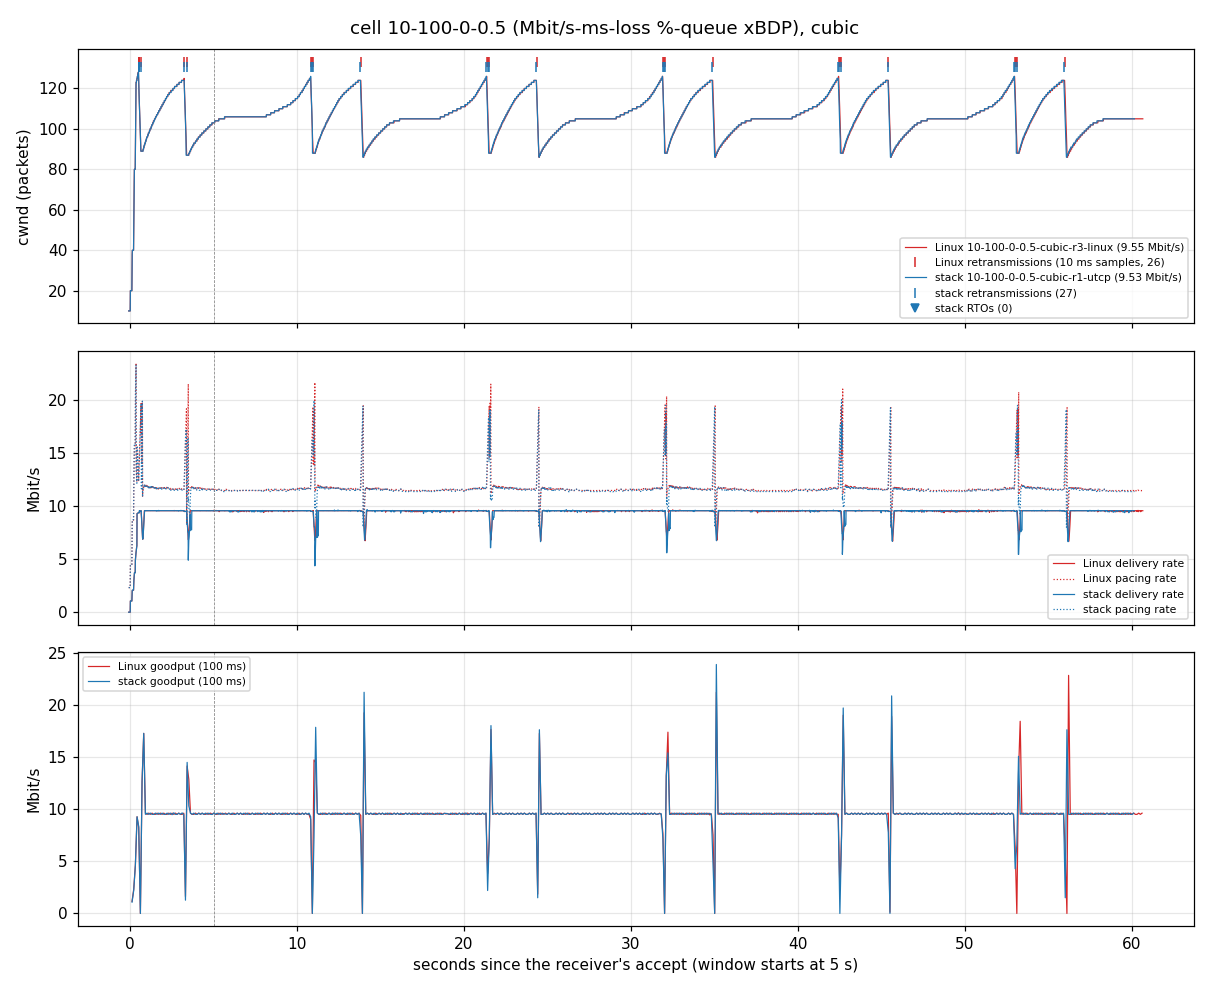 cell 10-100-0-0.5 (Mbit/s-ms-loss %-queue xBDP), cubic
cwnd (packets)
120
100
80
60
40
20
Linux 10-100-0-0.5-cubic-r3-linux (9.55 Mbit/s)
Linux retransmissions (10 ms samples, 26)
stack 10-100-0-0.5-cubic-r1-utcp (9.53 Mbit/s)
stack retransmissions (27)
stack RTOs (0)
Mbit/s
20
15
10
5
0
Linux delivery rate
Linux pacing rate
stack delivery rate
stack pacing rate
Mbit/s
25
20
15
10
5
0
Linux goodput (100 ms)
stack goodput (100 ms)
0 10 20 30 40 50 60
seconds since the receiver's accept (window starts at 5 s)